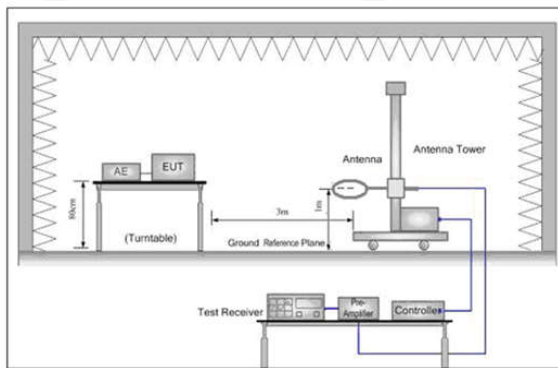 Antenna Tower
Antenna
AE
EUT
80cm
1m
3m
(Turntable)
Ground Reference Plane
Test Receiver
Pre-
Amplifier
Controller